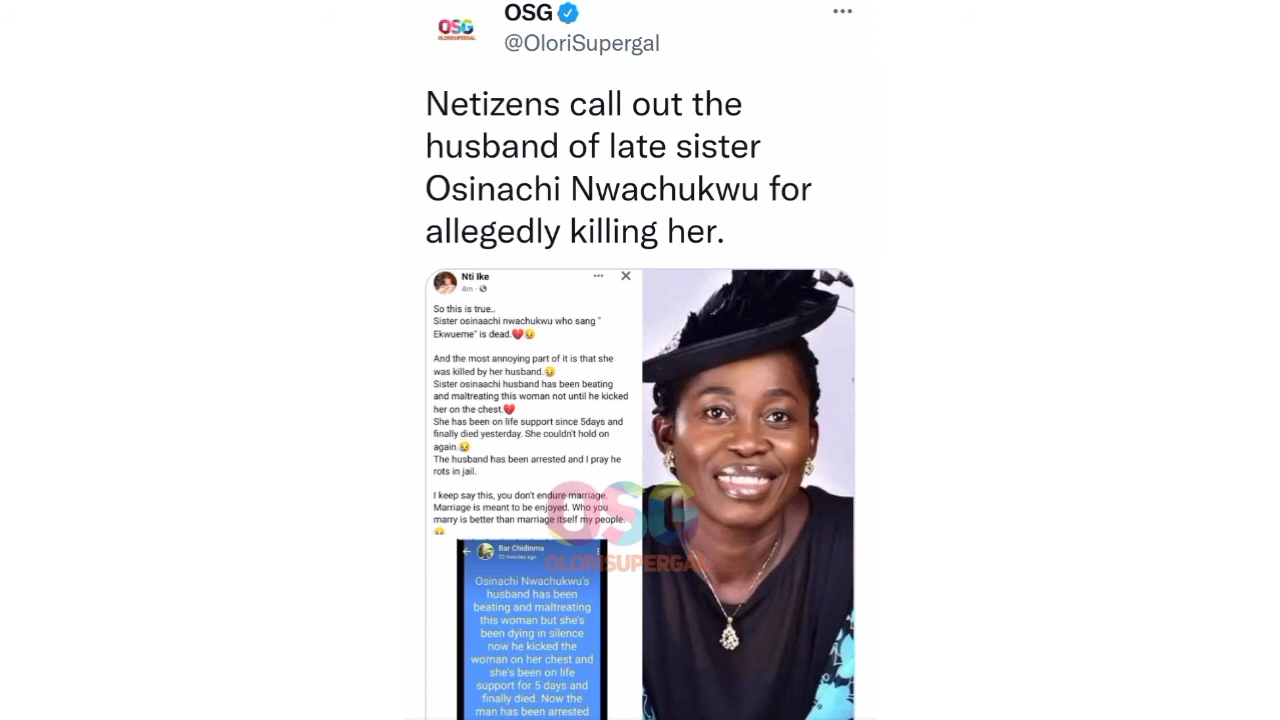 OSG
@OloriSupergal
OSG
OLORISUPERGAL
Netizens call out the
husband of late sister
Osinachi Nwachukwu for
allegedly killing her.
Nti Ike
4m
So this is true..
Sister osinaachi nwachukwu who sang "
Ekwueme" is dead.💔😢
And the most annoying part of it is that she
was killed by her husband.😢
Sister osinaachi husband has been beating
and maltreating this woman not until he kicked
her on the chest.💔
She has been on life support since 5days and
finally died yesterday. She couldn't hold on
again.😢
The husband has been arrested and I pray he
rots in jail.
I keep say this, you don't endure marriage.
Marriage is meant to be enjoyed. Who you
marry is better than marriage itself my people.
OSG
OLORISUPERGAL
Bar Chidinma
22 minutes ago
Osinachi Nwachukwu's
husband has been
beating and maltreating
this woman but she's
been dying in silence
now he kicked the
woman on her chest and
she's been on life
support for 5 days and
finally died. Now the
man has been arrested